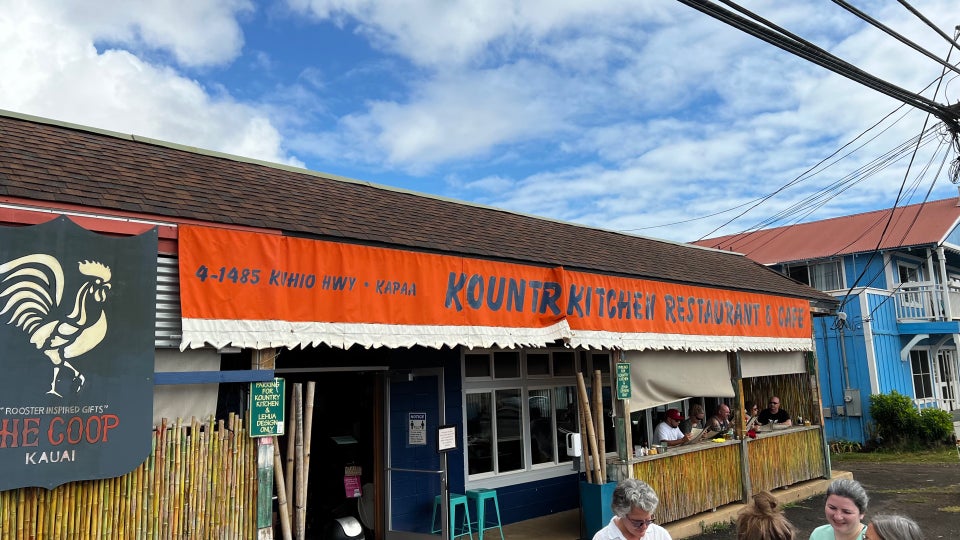 4-1485 KUHIO HWY • KAPAA KOUNTR KITCHEN RESTAURANT & CAFE
"ROOSTER INSPIRED GIFTS"
HE COOP
KAUAI
PARKING
FOR
KOUNTRY
KITCHEN
&
LEHUA
DESIGN
ONLY